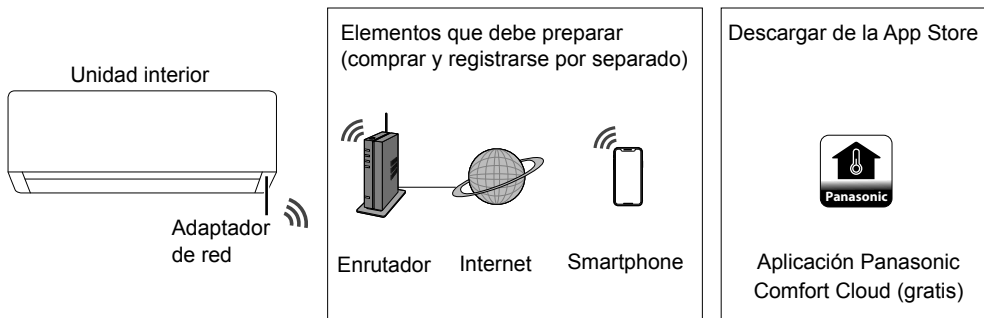 Unidad interior
Adaptador
de red
Elementos que debe preparar
(comprar y registrarse por separado)
Enrutador
Internet
Smartphone
Descargar de la App Store
Panasonic
Aplicación Panasonic
Comfort Cloud (gratis)